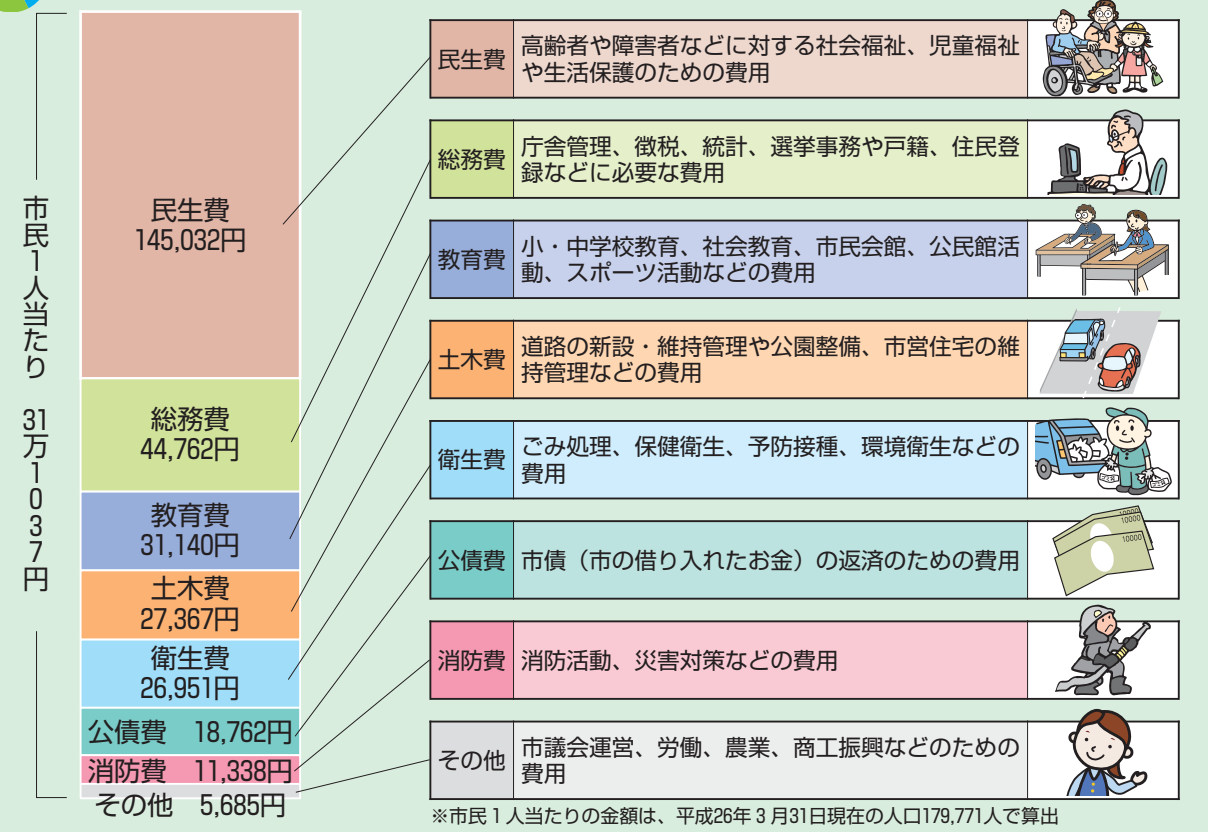 市民1人当たり 31万1037円
民生費
145,032円
総務費
44,762円
教育費
31,140円
土木費
27,367円
衛生費
26,951円
公債費 18,762円
消防費 11,338円
その他 5,685円
民生費
高齢者や障害者などに対する社会福祉、児童福祉
や生活保護のための費用
総務費
庁舎管理、徴税、統計、選挙事務や戸籍、住民登
録などに必要な費用
教育費
小・中学校教育、社会教育、市民会館、公民館活
動、スポーツ活動などの費用
土木費
道路の新設・維持管理や公園整備、市営住宅の維
持管理などの費用
衛生費
ごみ処理、保健衛生、予防接種、環境衛生などの
費用
公債費
市債（市の借り入れたお金）の返済のための費用
10000
10000
10000
消防費
消防活動、災害対策などの費用
その他
市議会運営、労働、農業、商工振興などのための
費用
※市民1人当たりの金額は、平成26年3月31日現在の人口179,771人で算出